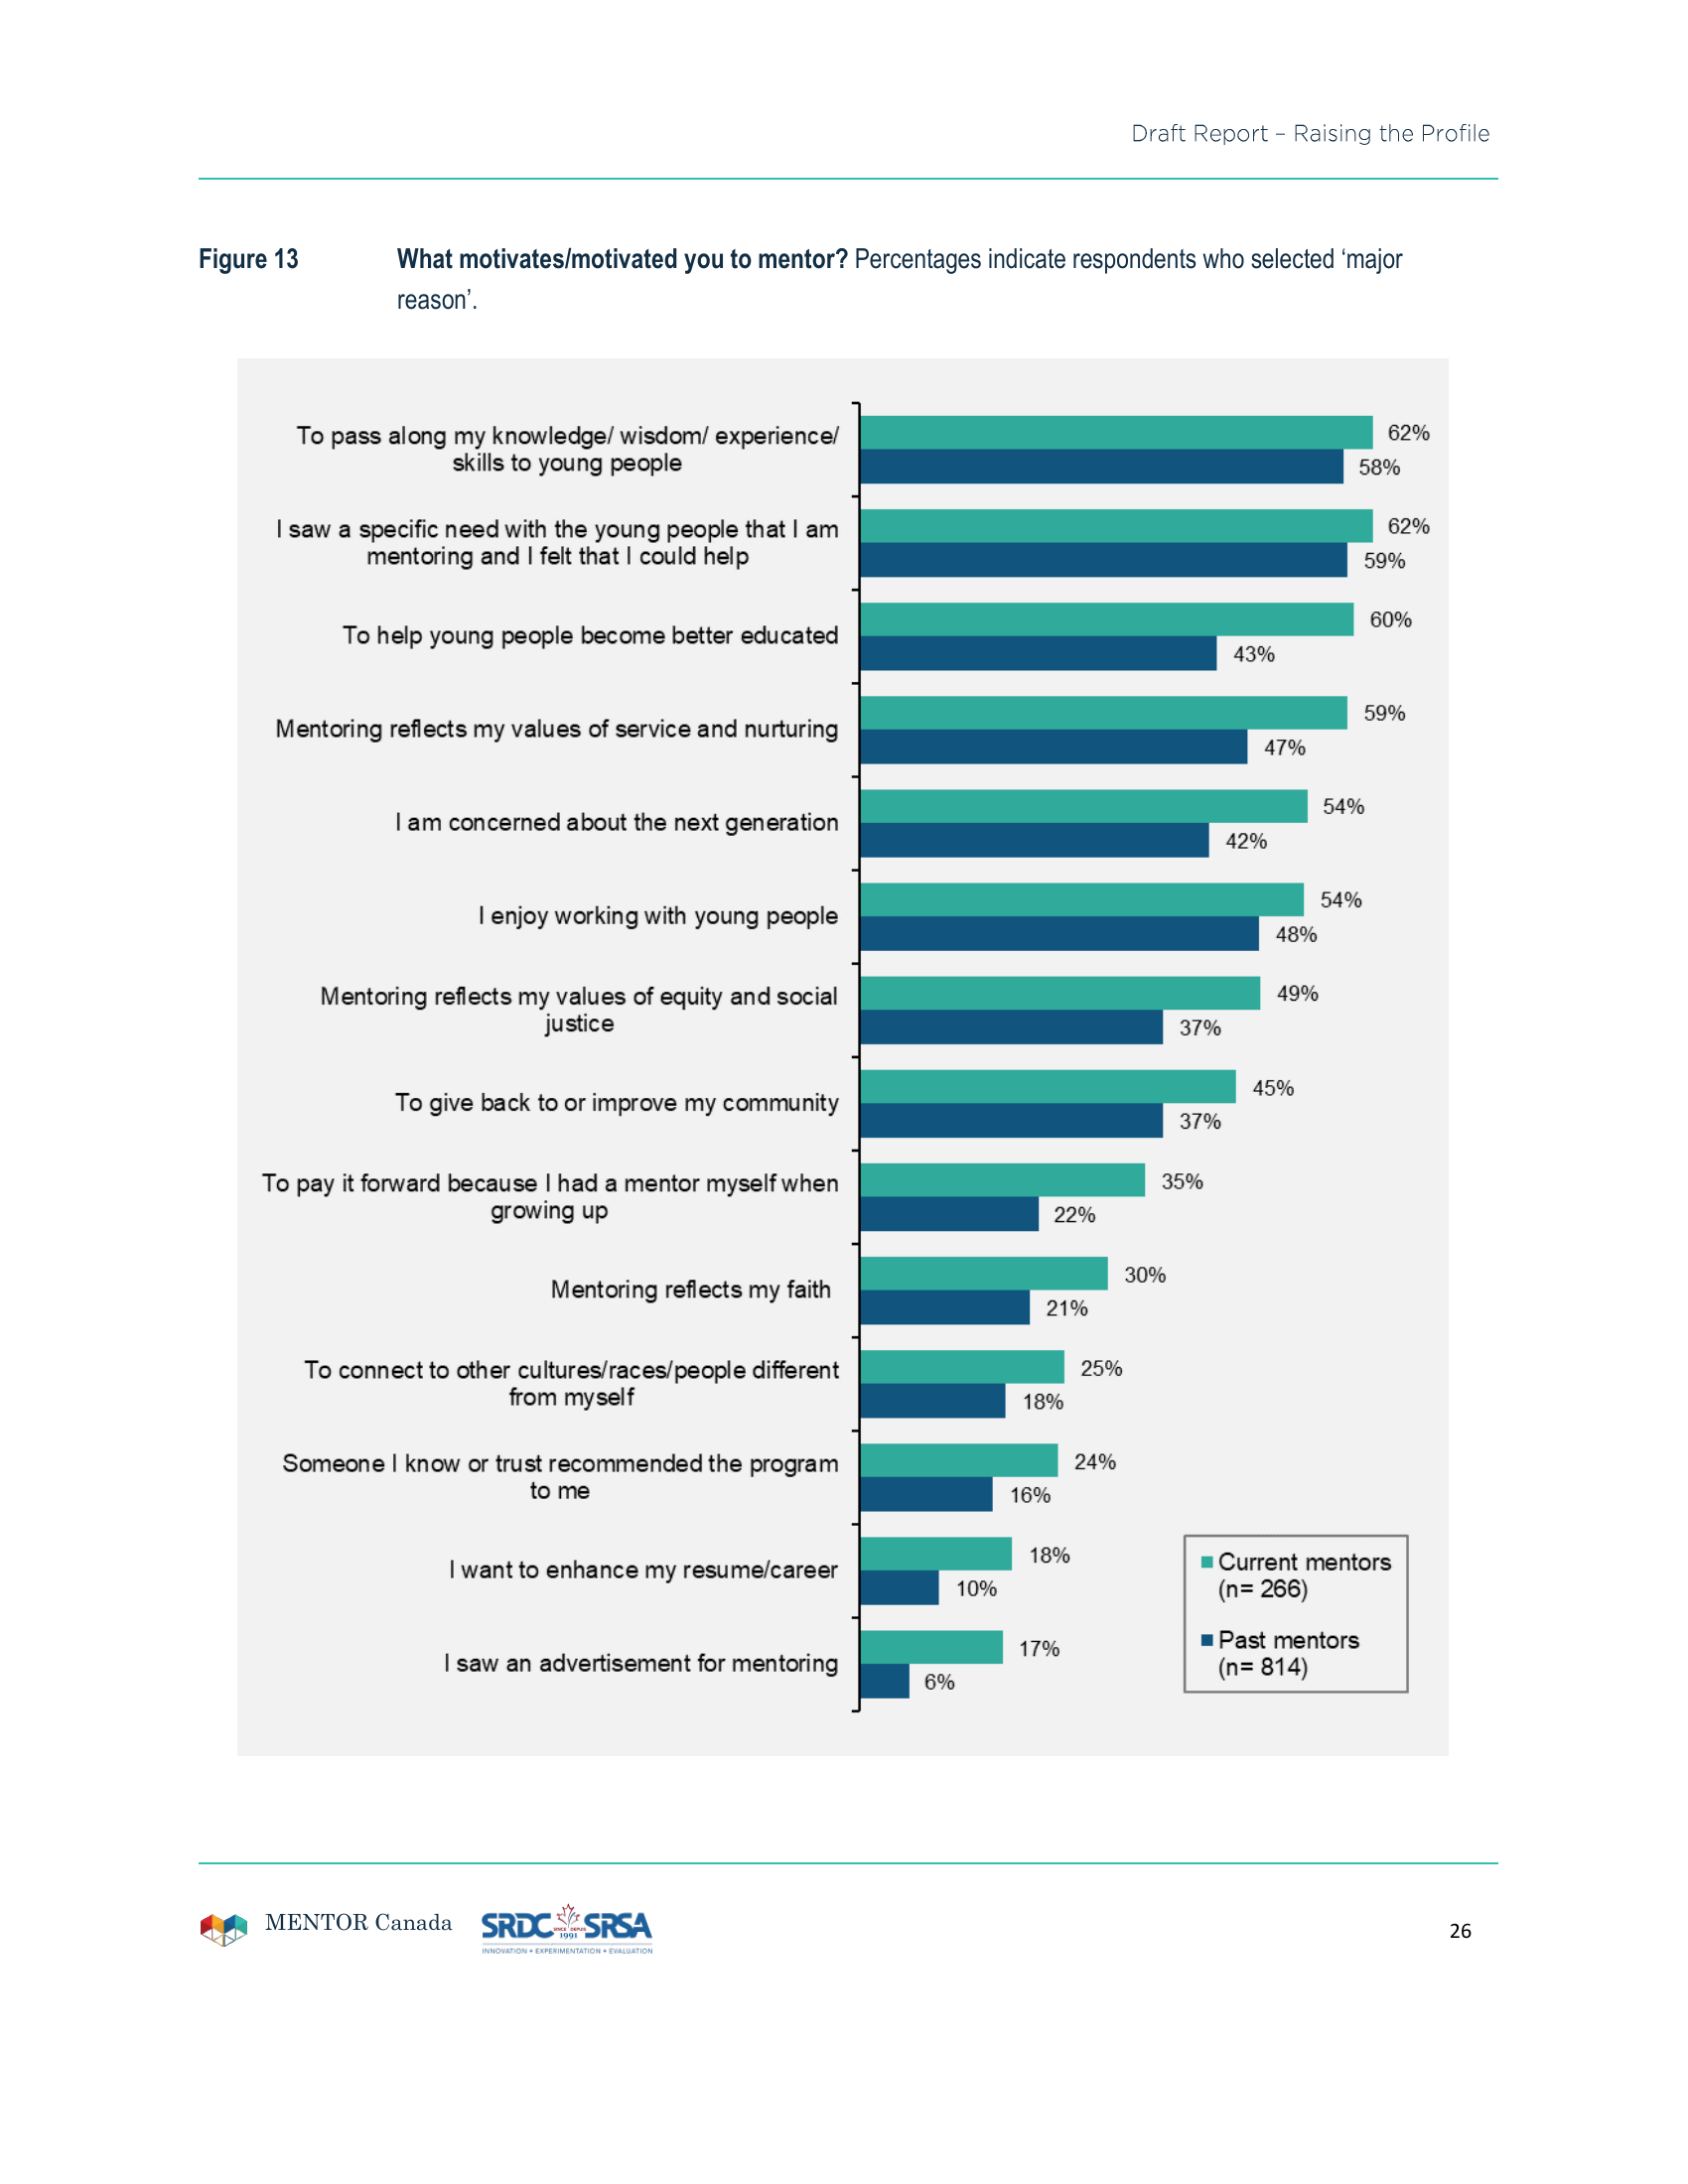 Draft Report – Raising the Profile
Figure 13 What motivates/motivated you to mentor? Percentages indicate respondents who selected ‘major
reason’.
To pass along my knowledge/ wisdom/ experience/
skills to young people
62%
58%
I saw a specific need with the young people that I am
mentoring and I felt that I could help
62%
59%
To help young people become better educated
60%
43%
Mentoring reflects my values of service and nurturing
59%
47%
I am concerned about the next generation
54%
42%
I enjoy working with young people
54%
48%
Mentoring reflects my values of equity and social
justice
49%
37%
To give back to or improve my community
45%
37%
To pay it forward because I had a mentor myself when
growing up
35%
22%
Mentoring reflects my faith
30%
21%
To connect to other cultures/races/people different
from myself
25%
18%
Someone I know or trust recommended the program
to me
24%
16%
I want to enhance my resume/career
18%
10%
I saw an advertisement for mentoring
17%
6%
Current mentors
(n= 266)
Past mentors
(n= 814)
MENTOR Canada
SRDC SINCE DEPUIS 1991 SRSA
INNOVATION • EXPERIMENTATION • EVALUATION
26